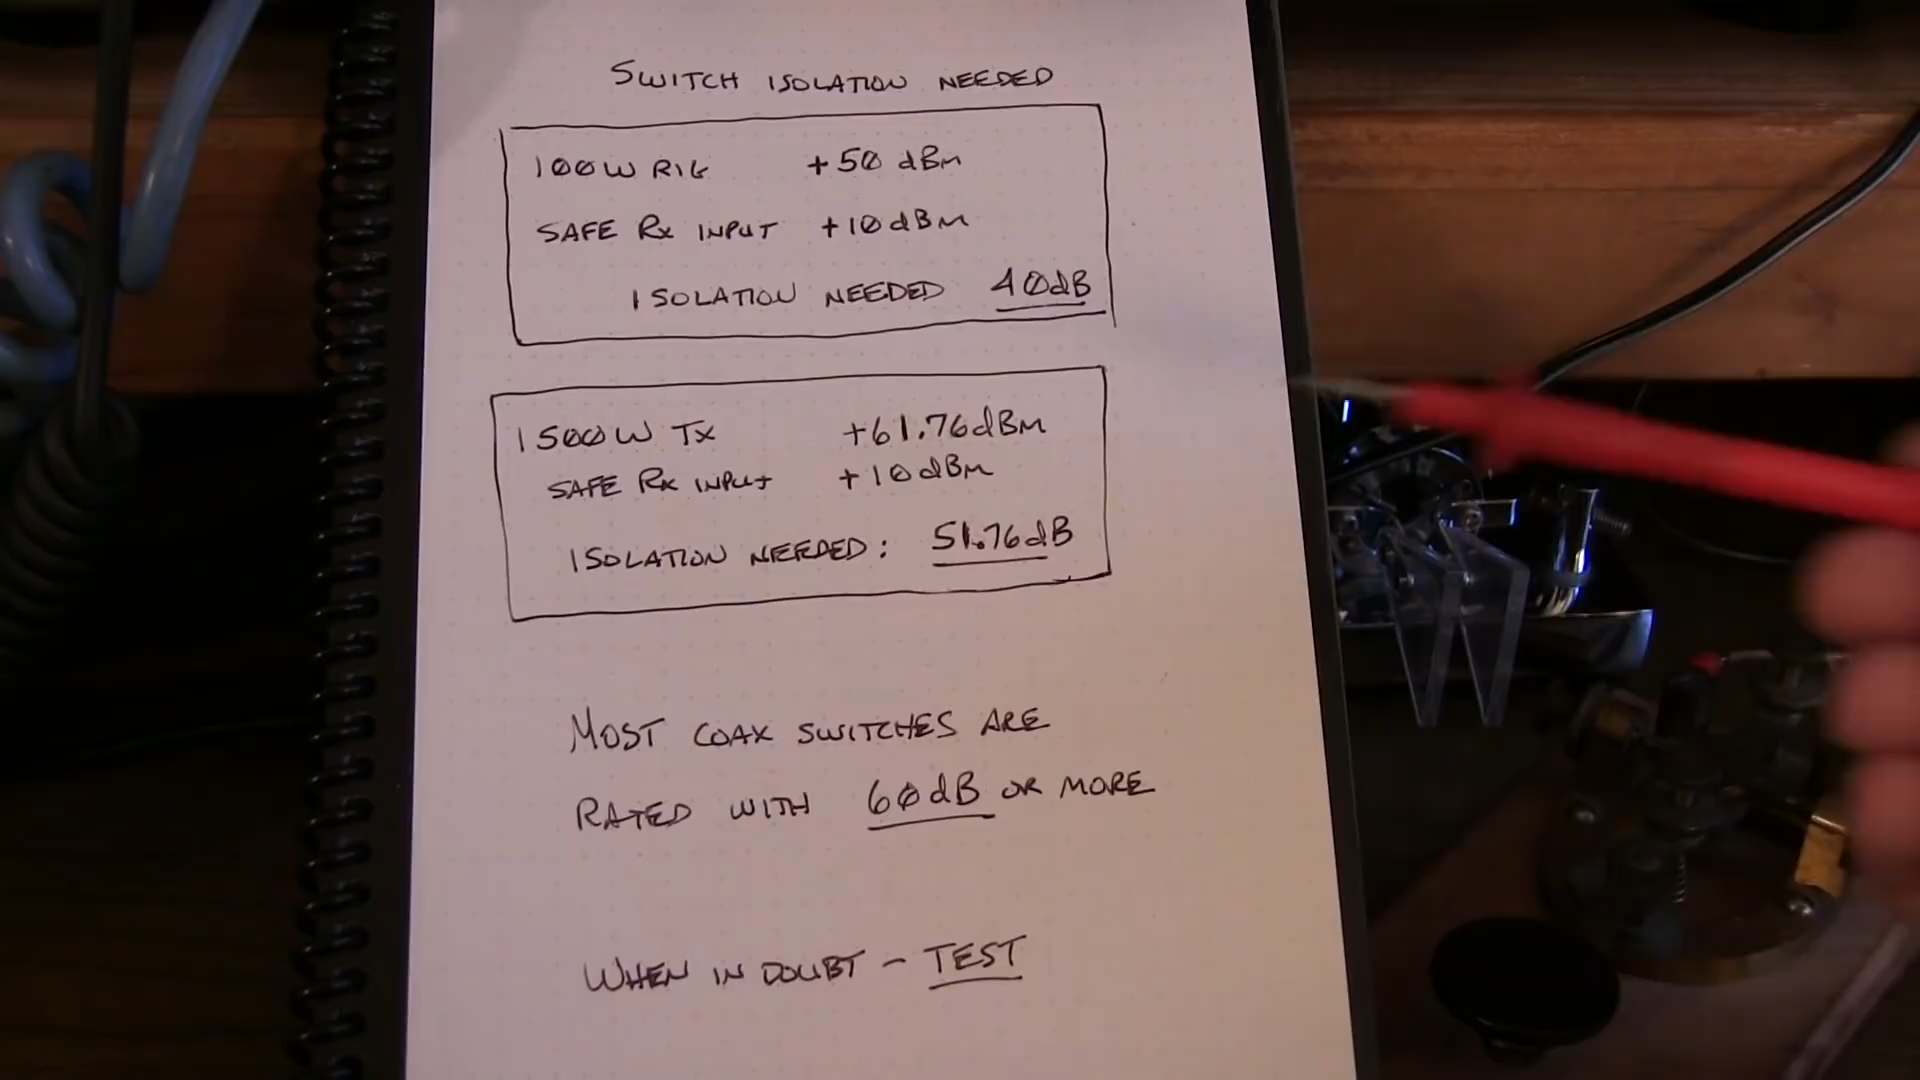 SWITCH ISOLATION NEEDED
100W RIG +50 dBm
SAFE Rx INPUT +10dBm
ISOLATION NEEDED 40dB
1500W Tx +61.76dBm
SAFE Rx INPUT +10dBm
ISOLATION NEEDED: 51.76dB
MOST COAX SWITCHES ARE
RATED WITH 60dB OR MORE
WHEN IN DOUBT - TEST